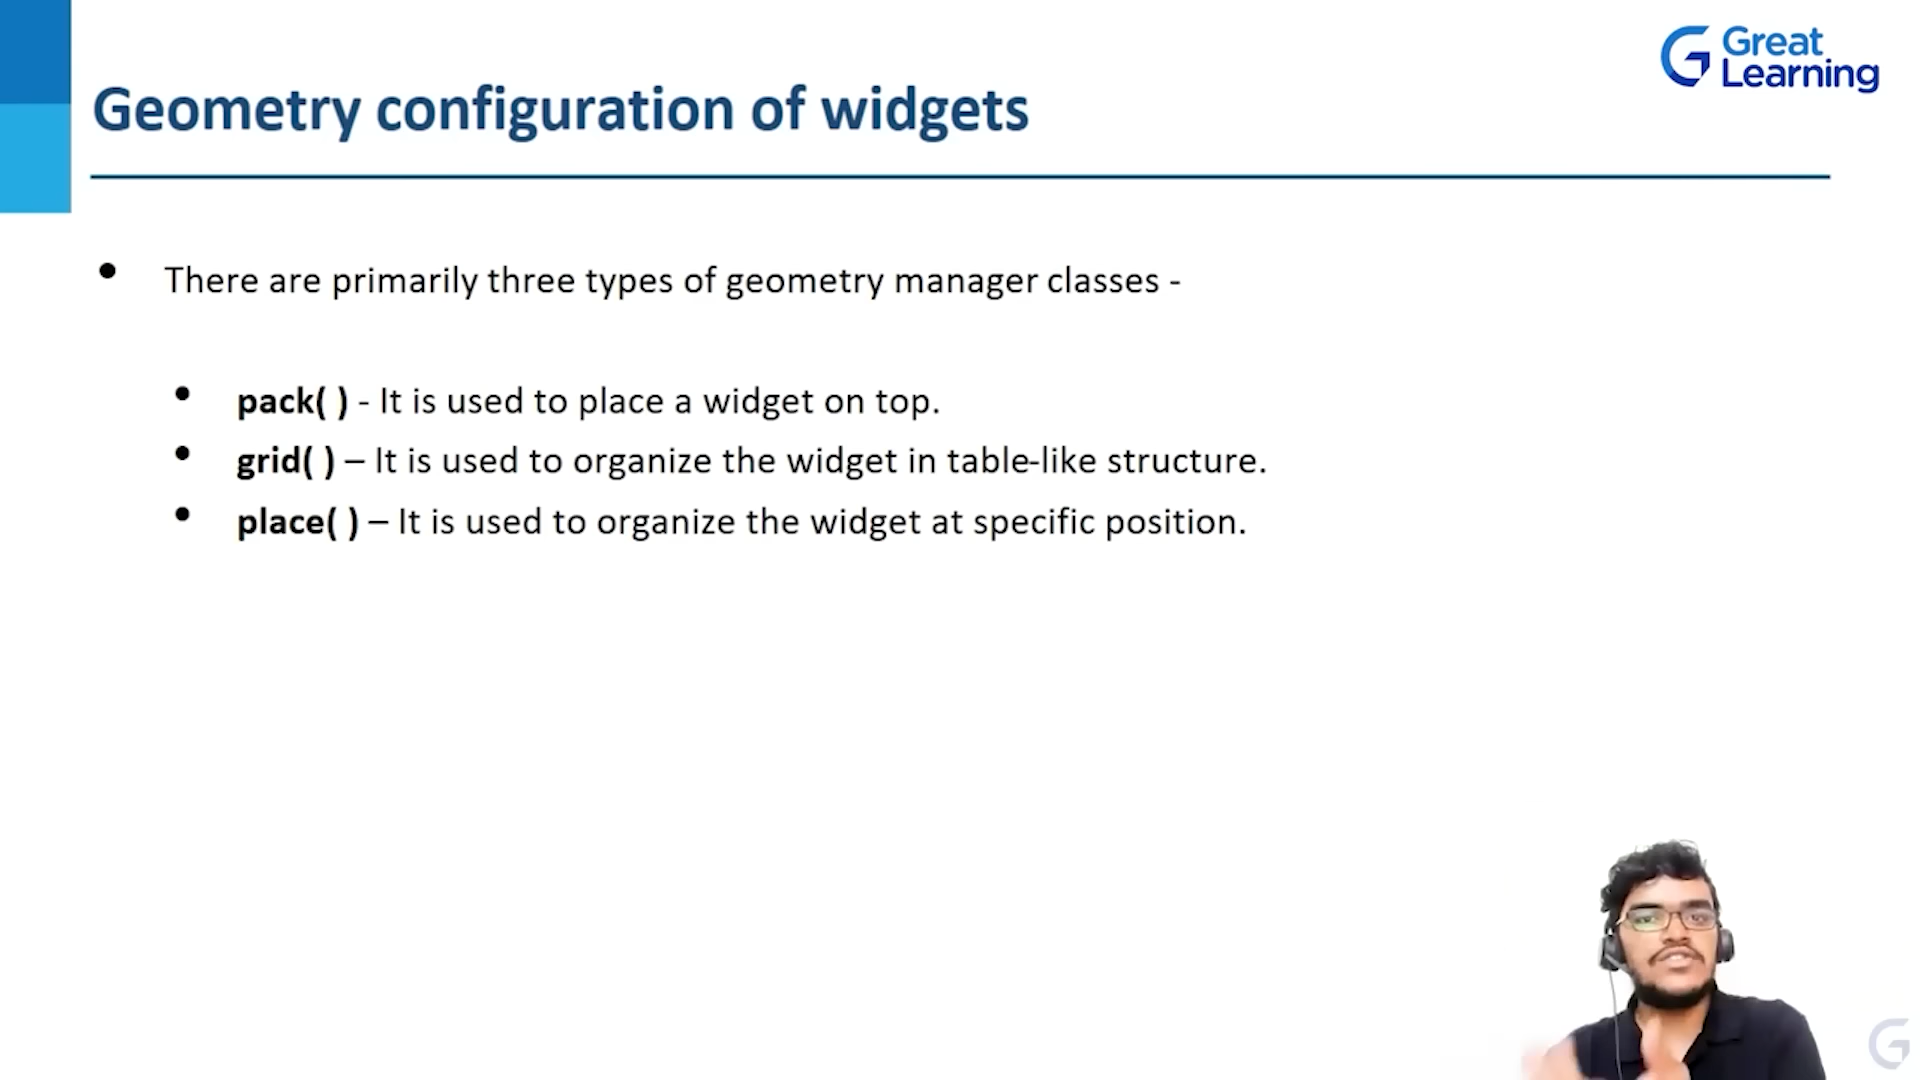 Great
Learning
Geometry configuration of widgets
• There are primarily three types of geometry manager classes -
• pack( ) - It is used to place a widget on top.
• grid( ) – It is used to organize the widget in table-like structure.
• place( ) – It is used to organize the widget at specific position.